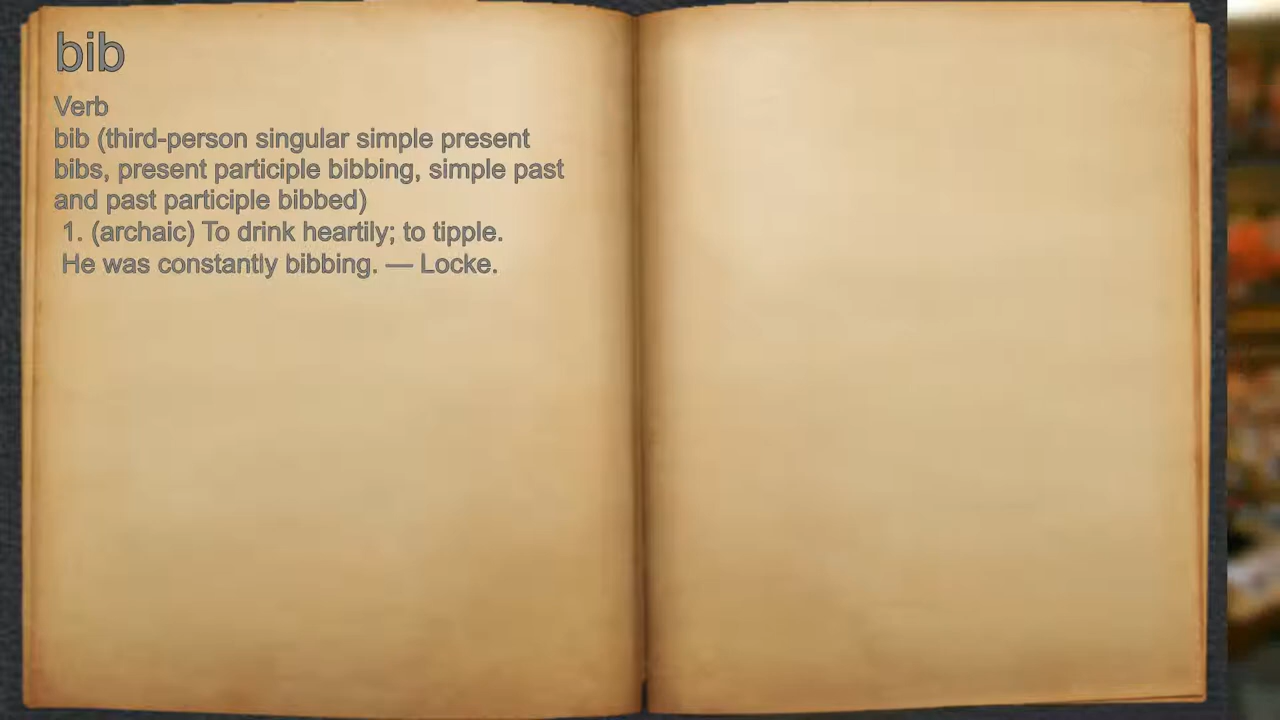 bib
Verb
bib (third-person singular simple present
bibs, present participle bibbing, simple past
and past participle bibbed)
1. (archaic) To drink heartily; to tipple.
He was constantly bibbing. — Locke.